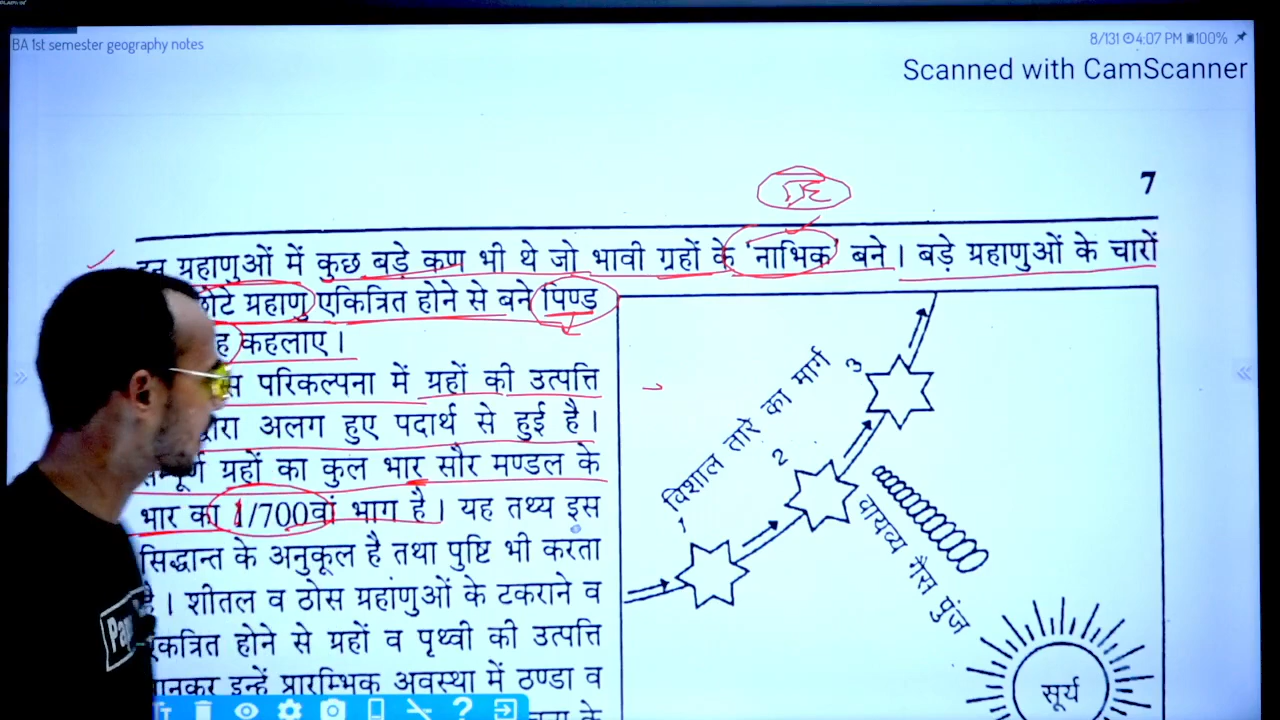 BA 1st semester geography notes
8/131 4:07 PM 100%
Scanned with CamScanner
7
इन ग्रहाणुओं में कुछ बड़े कण भी थे जो भावी ग्रहों के 'नाभिक' बने। बड़े ग्रहाणुओं के चारों
छोटे ग्रहाणु एकित्रित होने से बने पिण्ड
ह कहलाए।
परिकल्पना में ग्रहों की उत्पत्ति
द्वारा अलग हुए पदार्थ से हुई है।
सम्पूर्ण ग्रहों का कुल भार सौर मण्डल के
भार का 1/700वां भाग है। यह तथ्य इस
सिद्धान्त के अनुकूल है तथा पुष्टि भी करता
है। शीतल व ठोस ग्रहाणुओं के टकराने व
एकत्रित होने से ग्रहों व पृथ्वी की उत्पत्ति
मानकर इन्हें प्रारम्भिक अवस्था में ठण्डा व
विशाल तारे का मार्ग
1
2
3
वायव्य गैस पुंज
सूर्य